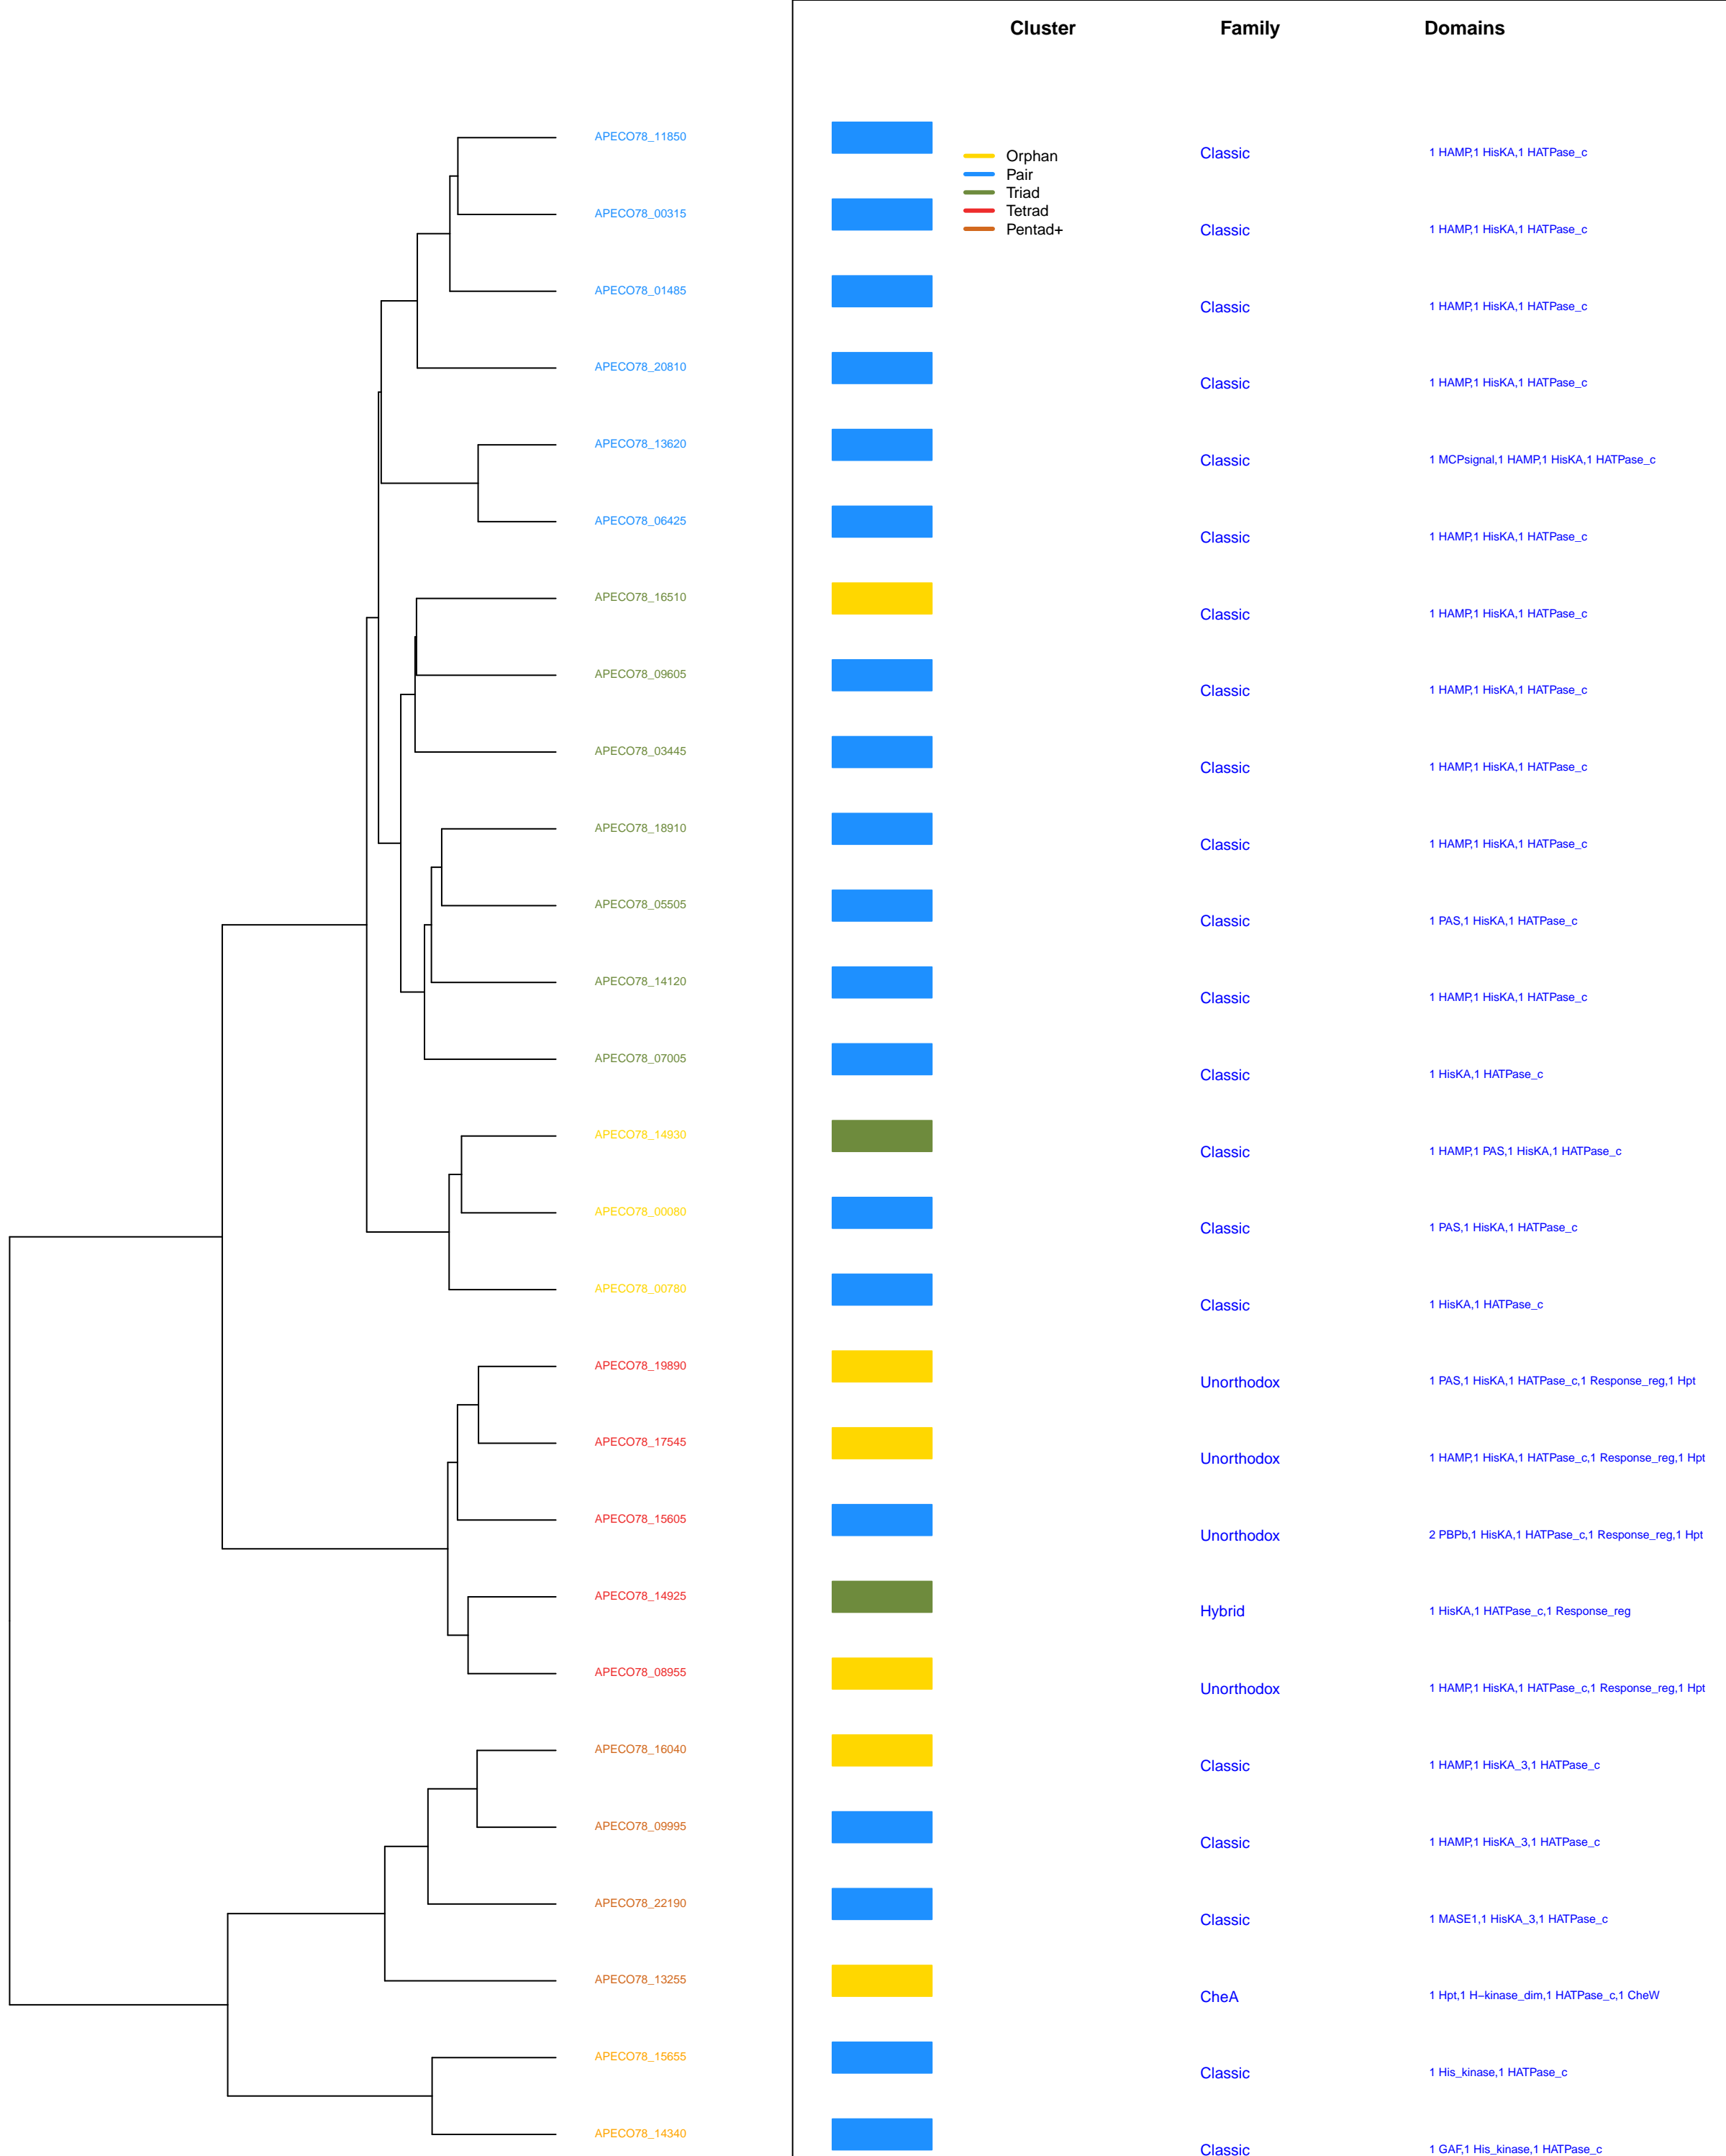 Cluster Family Domains
APECO78_11850 Classic 1 HAMP,1 HisKA,1 HATPase_c
Orphan
Pair
Triad
Tetrad
Pentad+
APECO78_00315 Classic 1 HAMP,1 HisKA,1 HATPase_c
APECO78_01485 Classic 1 HAMP,1 HisKA,1 HATPase_c
APECO78_20810 Classic 1 HAMP,1 HisKA,1 HATPase_c
APECO78_13620 Classic 1 MCPsignal,1 HAMP,1 HisKA,1 HATPase_c
APECO78_06425 Classic 1 HAMP,1 HisKA,1 HATPase_c
APECO78_16510 Classic 1 HAMP,1 HisKA,1 HATPase_c
APECO78_09605 Classic 1 HAMP,1 HisKA,1 HATPase_c
APECO78_03445 Classic 1 HAMP,1 HisKA,1 HATPase_c
APECO78_18910 Classic 1 HAMP,1 HisKA,1 HATPase_c
APECO78_05505 Classic 1 PAS,1 HisKA,1 HATPase_c
APECO78_14120 Classic 1 HAMP,1 HisKA,1 HATPase_c
APECO78_07005 Classic 1 HisKA,1 HATPase_c
APECO78_14930 Classic 1 HAMP,1 PAS,1 HisKA,1 HATPase_c
APECO78_00080 Classic 1 PAS,1 HisKA,1 HATPase_c
APECO78_00780 Classic 1 HisKA,1 HATPase_c
APECO78_19890 Unorthodox 1 PAS,1 HisKA,1 HATPase_c,1 Response_reg,1 Hpt
APECO78_17545 Unorthodox 1 HAMP,1 HisKA,1 HATPase_c,1 Response_reg,1 Hpt
APECO78_15605 Unorthodox 2 PBPb,1 HisKA,1 HATPase_c,1 Response_reg,1 Hpt
APECO78_14925 Hybrid 1 HisKA,1 HATPase_c,1 Response_reg
APECO78_08955 Unorthodox 1 HAMP,1 HisKA,1 HATPase_c,1 Response_reg,1 Hpt
APECO78_16040 Classic 1 HAMP,1 HisKA_3,1 HATPase_c
APECO78_09995 Classic 1 HAMP,1 HisKA_3,1 HATPase_c
APECO78_22190 Classic 1 MASE1,1 HisKA_3,1 HATPase_c
APECO78_13255 CheA 1 Hpt,1 H−kinase_dim,1 HATPase_c,1 CheW
APECO78_15655 Classic 1 His_kinase,1 HATPase_c
APECO78_14340 Classic 1 GAF,1 His_kinase,1 HATPase_c